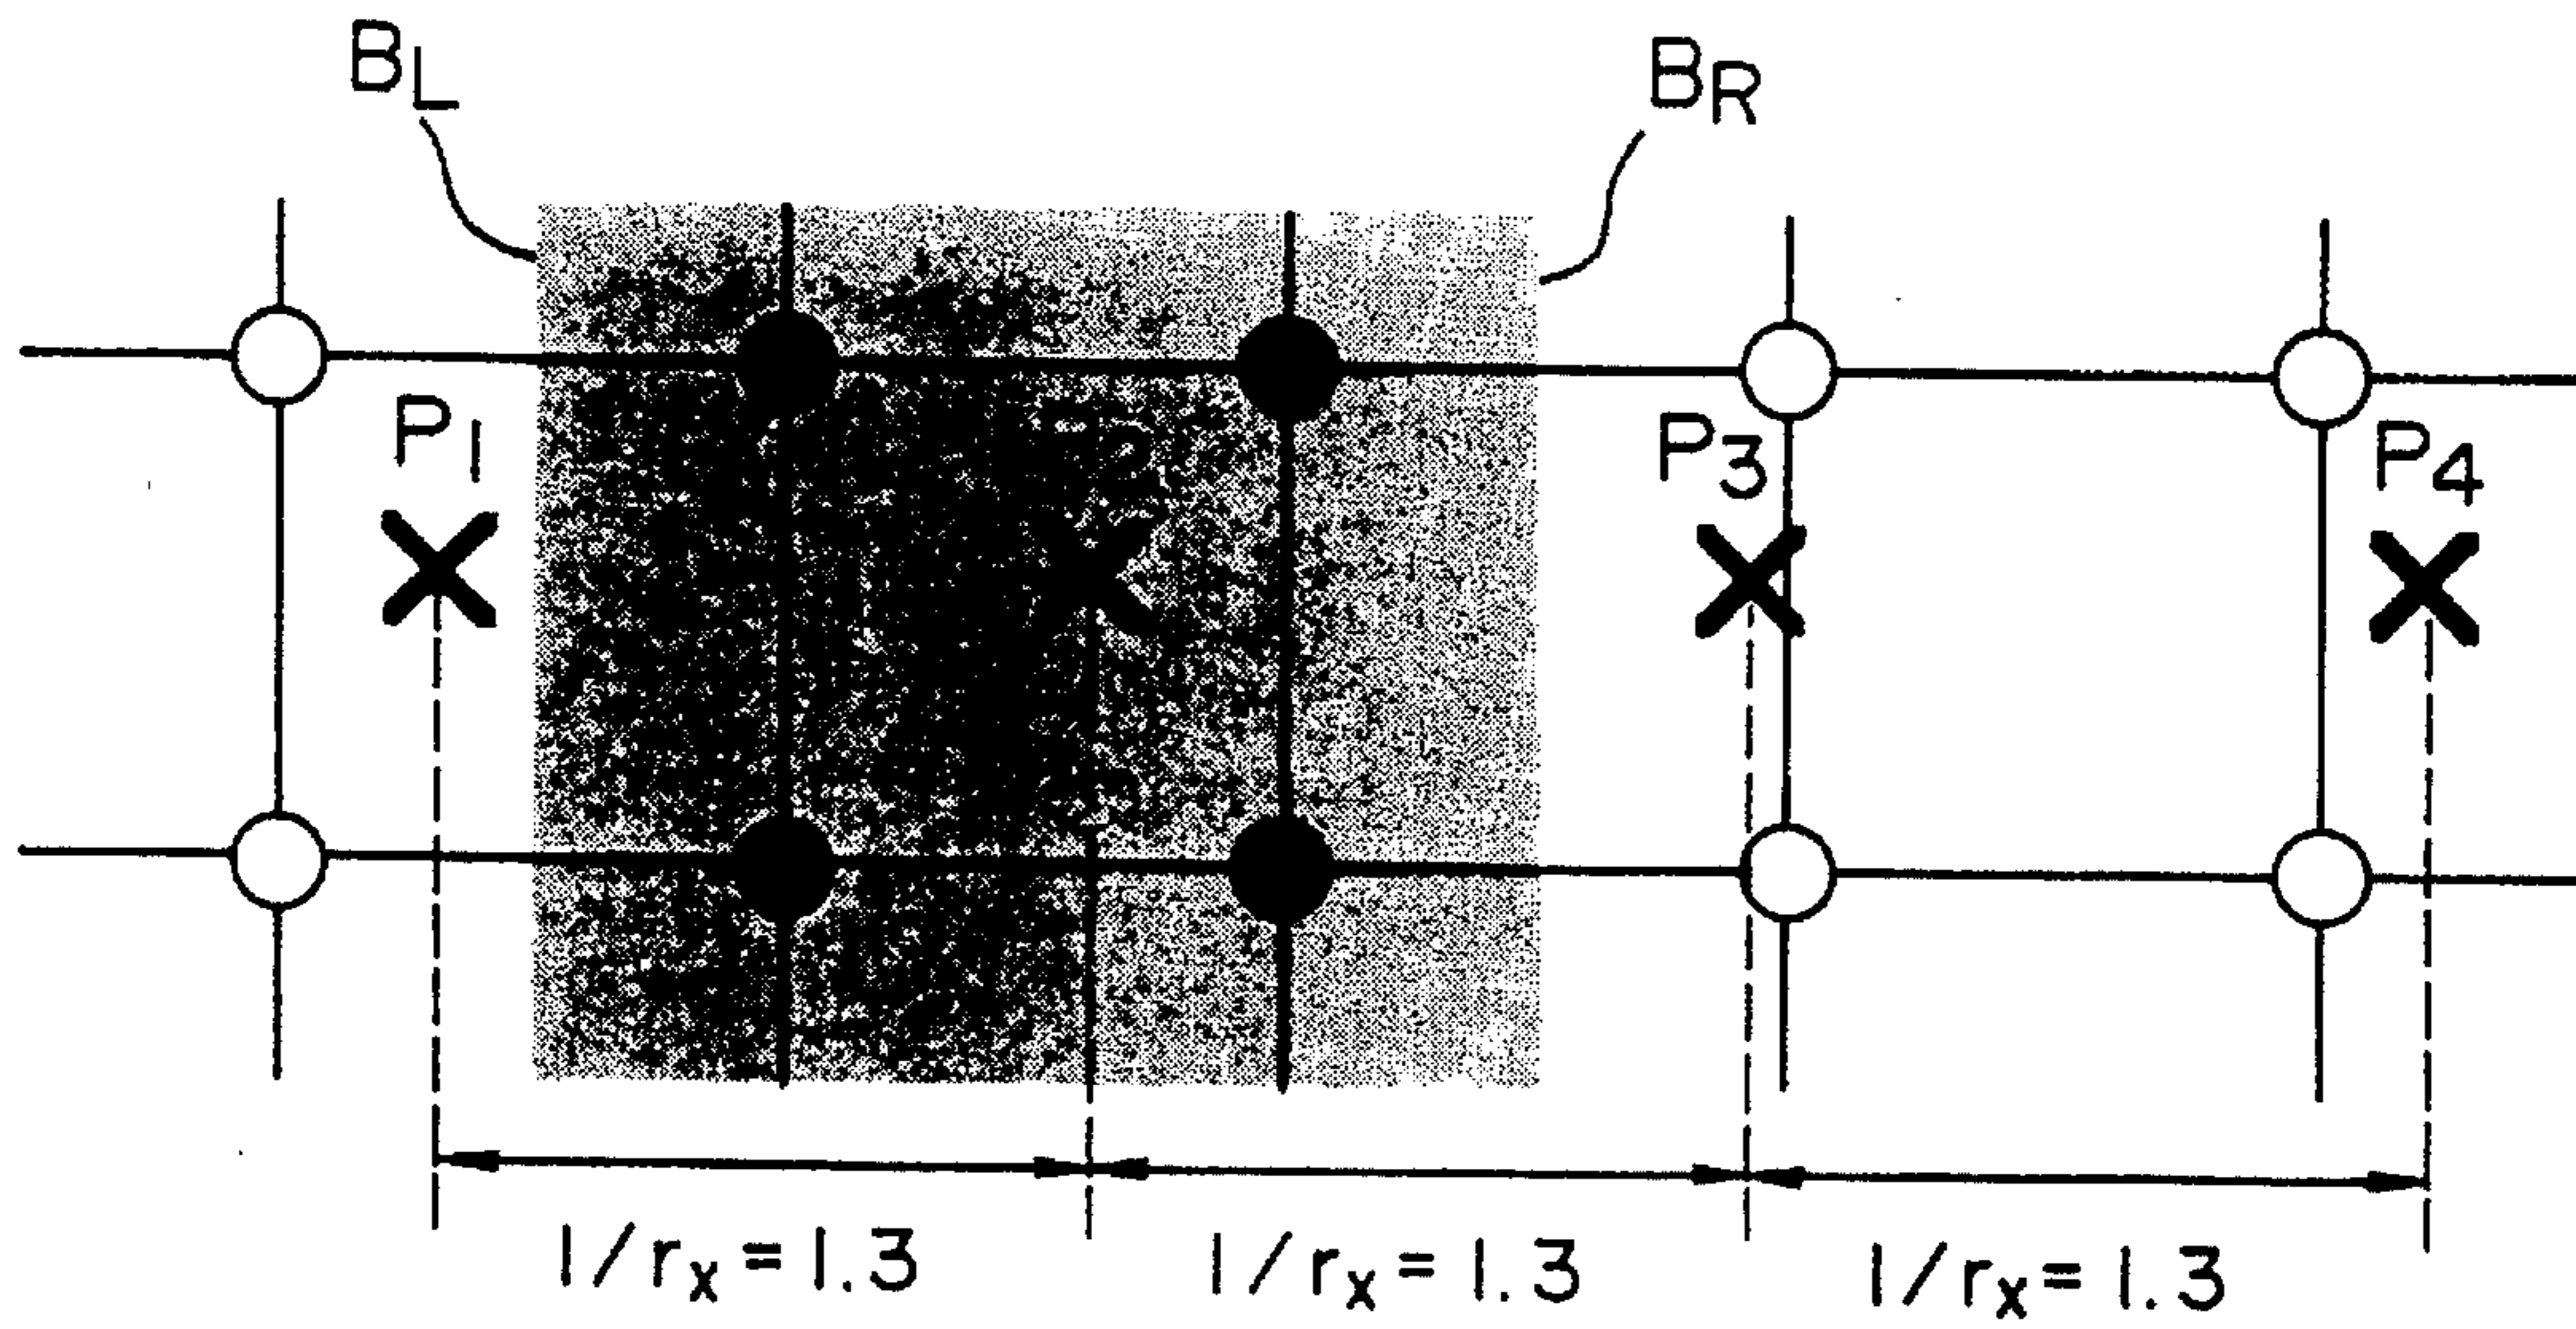 BL
BR
P1
P3
P4
1/rx = 1.3
1/rx = 1.3
1/rx = 1.3